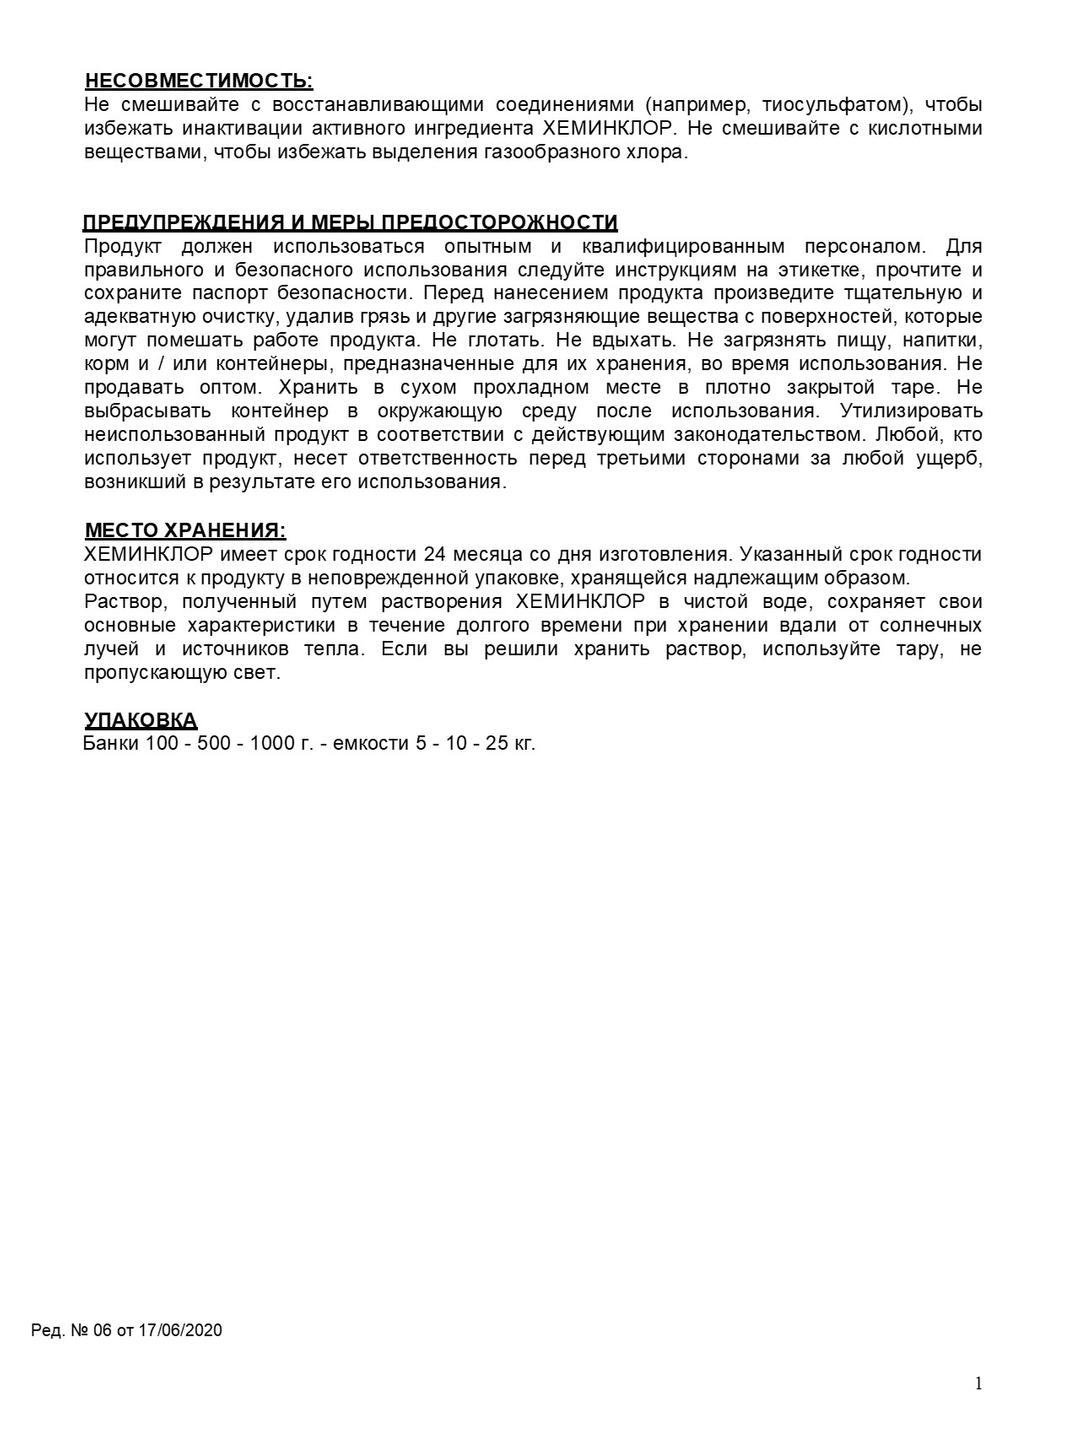 НЕСОВМЕСТИМОСТЬ:
Не смешивайте с восстанавливающими соединениями (например, тиосульфатом), чтобы
избежать инактивации активного ингредиента ХЕМИНКЛОР. Не смешивайте с кислотными
веществами, чтобы избежать выделения газообразного хлора.
ПРЕДУПРЕЖДЕНИЯ И МЕРЫ ПРЕДОСТОРОЖНОСТИ
Продукт должен использоваться опытным и квалифицированным персоналом. Для
правильного и безопасного использования следуйте инструкциям на этикетке, прочтите и
сохраните паспорт безопасности. Перед нанесением продукта произведите тщательную и
адекватную очистку, удалив грязь и другие загрязняющие вещества с поверхностей, которые
могут помешать работе продукта. Не глотать. Не вдыхать. Не загрязнять пищу, напитки,
корм и / или контейнеры, предназначенные для их хранения, во время использования. Не
продавать оптом. Хранить в сухом прохладном месте в плотно закрытой таре. Не
выбрасывать контейнер в окружающую среду после использования. Утилизировать
неиспользованный продукт в соответствии с действующим законодательством. Любой, кто
использует продукт, несет ответственность перед третьими сторонами за любой ущерб,
возникший в результате его использования.
МЕСТО ХРАНЕНИЯ:
ХЕМИНКЛОР имеет срок годности 24 месяца со дня изготовления. Указанный срок годности
относится к продукту в неповрежденной упаковке, хранящейся надлежащим образом.
Раствор, полученный путем растворения ХЕМИНКЛОР в чистой воде, сохраняет свои
основные характеристики в течение долгого времени при хранении вдали от солнечных
лучей и источников тепла. Если вы решили хранить раствор, используйте тару, не
пропускающую свет.
УПАКОВКА
Банки 100 - 500 - 1000 г. - емкости 5 - 10 - 25 кг.
Ред. № 06 от 17/06/2020
1